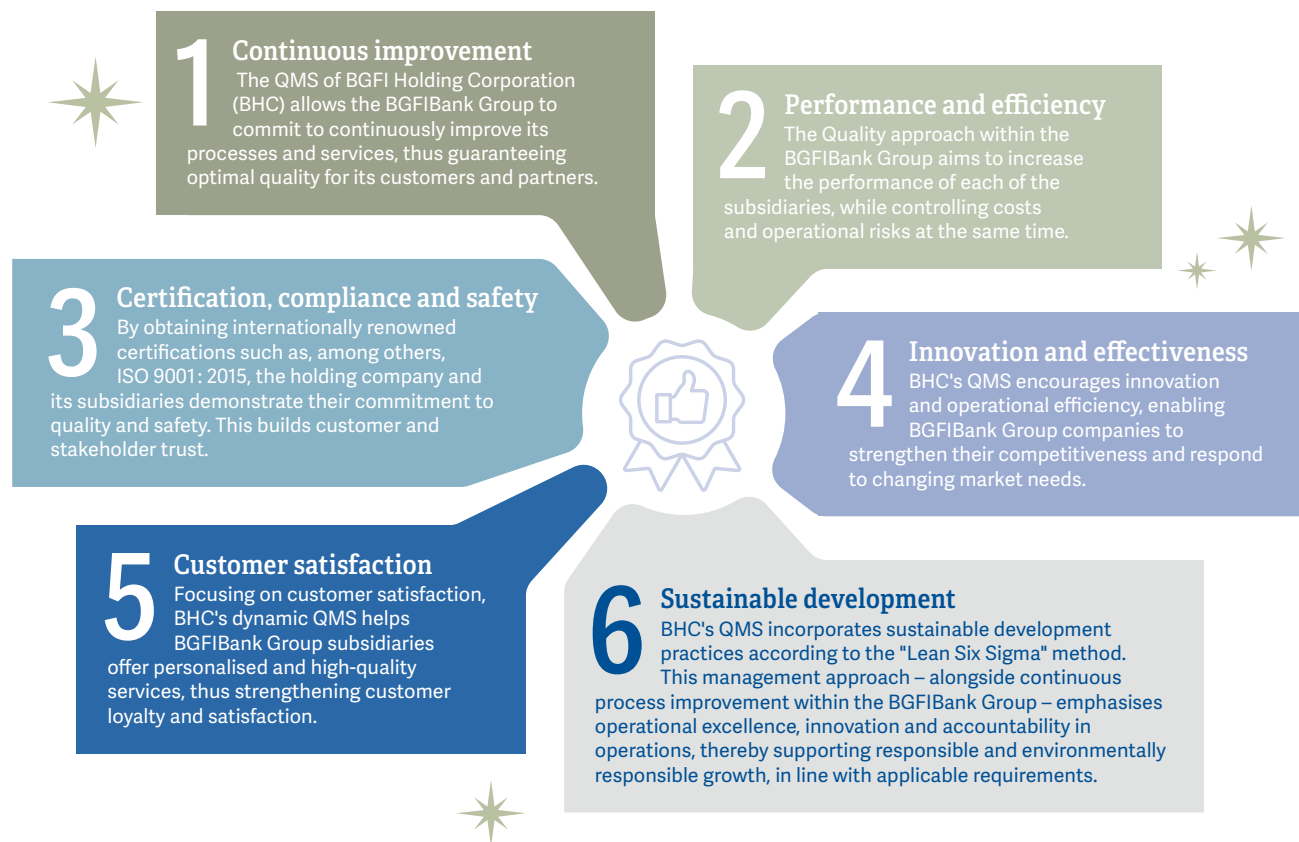 1
Continuous improvement
The QMS of BGFI Holding Corporation
(BHC) allows the BGFIBank Group to
commit to continuously improve its
processes and services, thus guaranteeing
optimal quality for its customers and partners.
2
Performance and efficiency
The Quality approach within the
BGFIBank Group aims to increase
the performance of each of the
subsidiaries, while controlling costs
and operational risks at the same time.
3
Certification, compliance and safety
By obtaining internationally renowned
certifications such as, among others,
ISO 9001: 2015, the holding company and
its subsidiaries demonstrate their commitment to
quality and safety. This builds customer and
stakeholder trust.
4
Innovation and effectiveness
BHC's QMS encourages innovation
and operational efficiency, enabling
BGFIBank Group companies to
strengthen their competitiveness and respond
to changing market needs.
5
Customer satisfaction
Focusing on customer satisfaction,
BHC's dynamic QMS helps
BGFIBank Group subsidiaries
offer personalised and high-quality
services, thus strengthening customer
loyalty and satisfaction.
6
Sustainable development
BHC's QMS incorporates sustainable development
practices according to the "Lean Six Sigma" method.
This management approach – alongside continuous
process improvement within the BGFIBank Group – emphasises
operational excellence, innovation and accountability in
operations, thereby supporting responsible and environmentally
responsible growth, in line with applicable requirements.